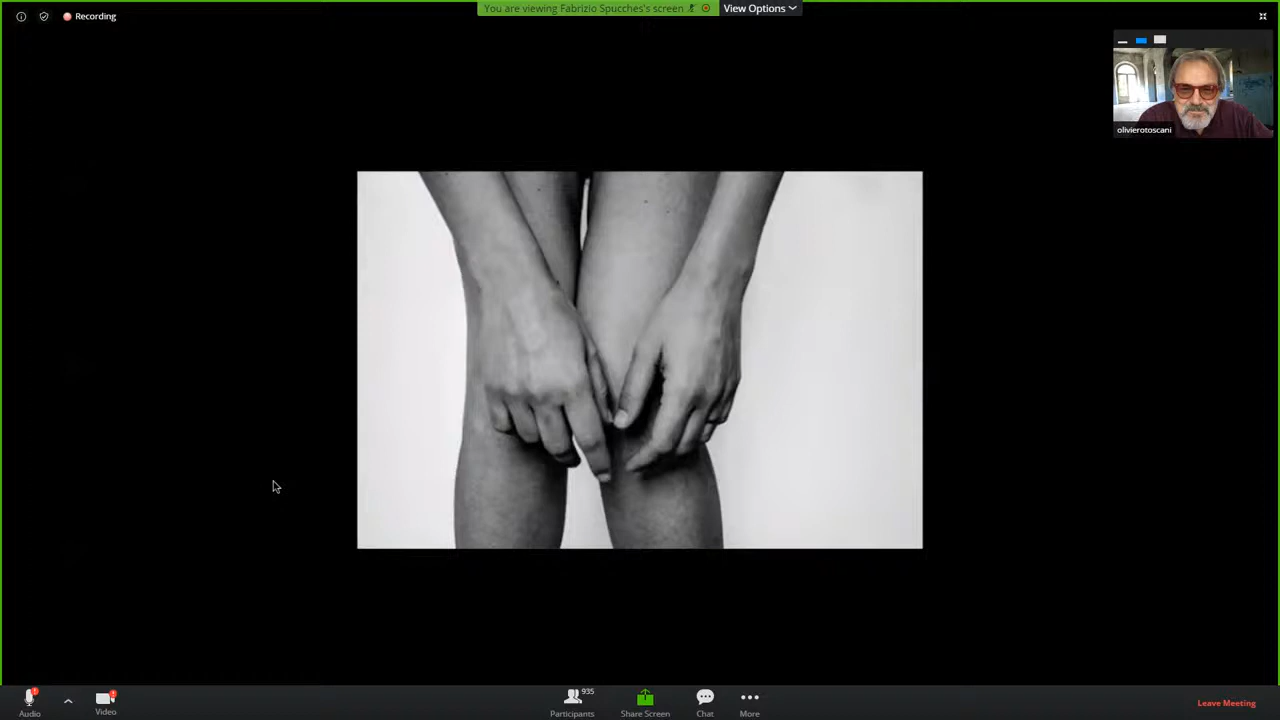 You are viewing Fabrizio Spucches's screen
View Options
Recording
olivierotoscani
Audio
Video
935
Participants
Share Screen
Chat
More
Leave Meeting